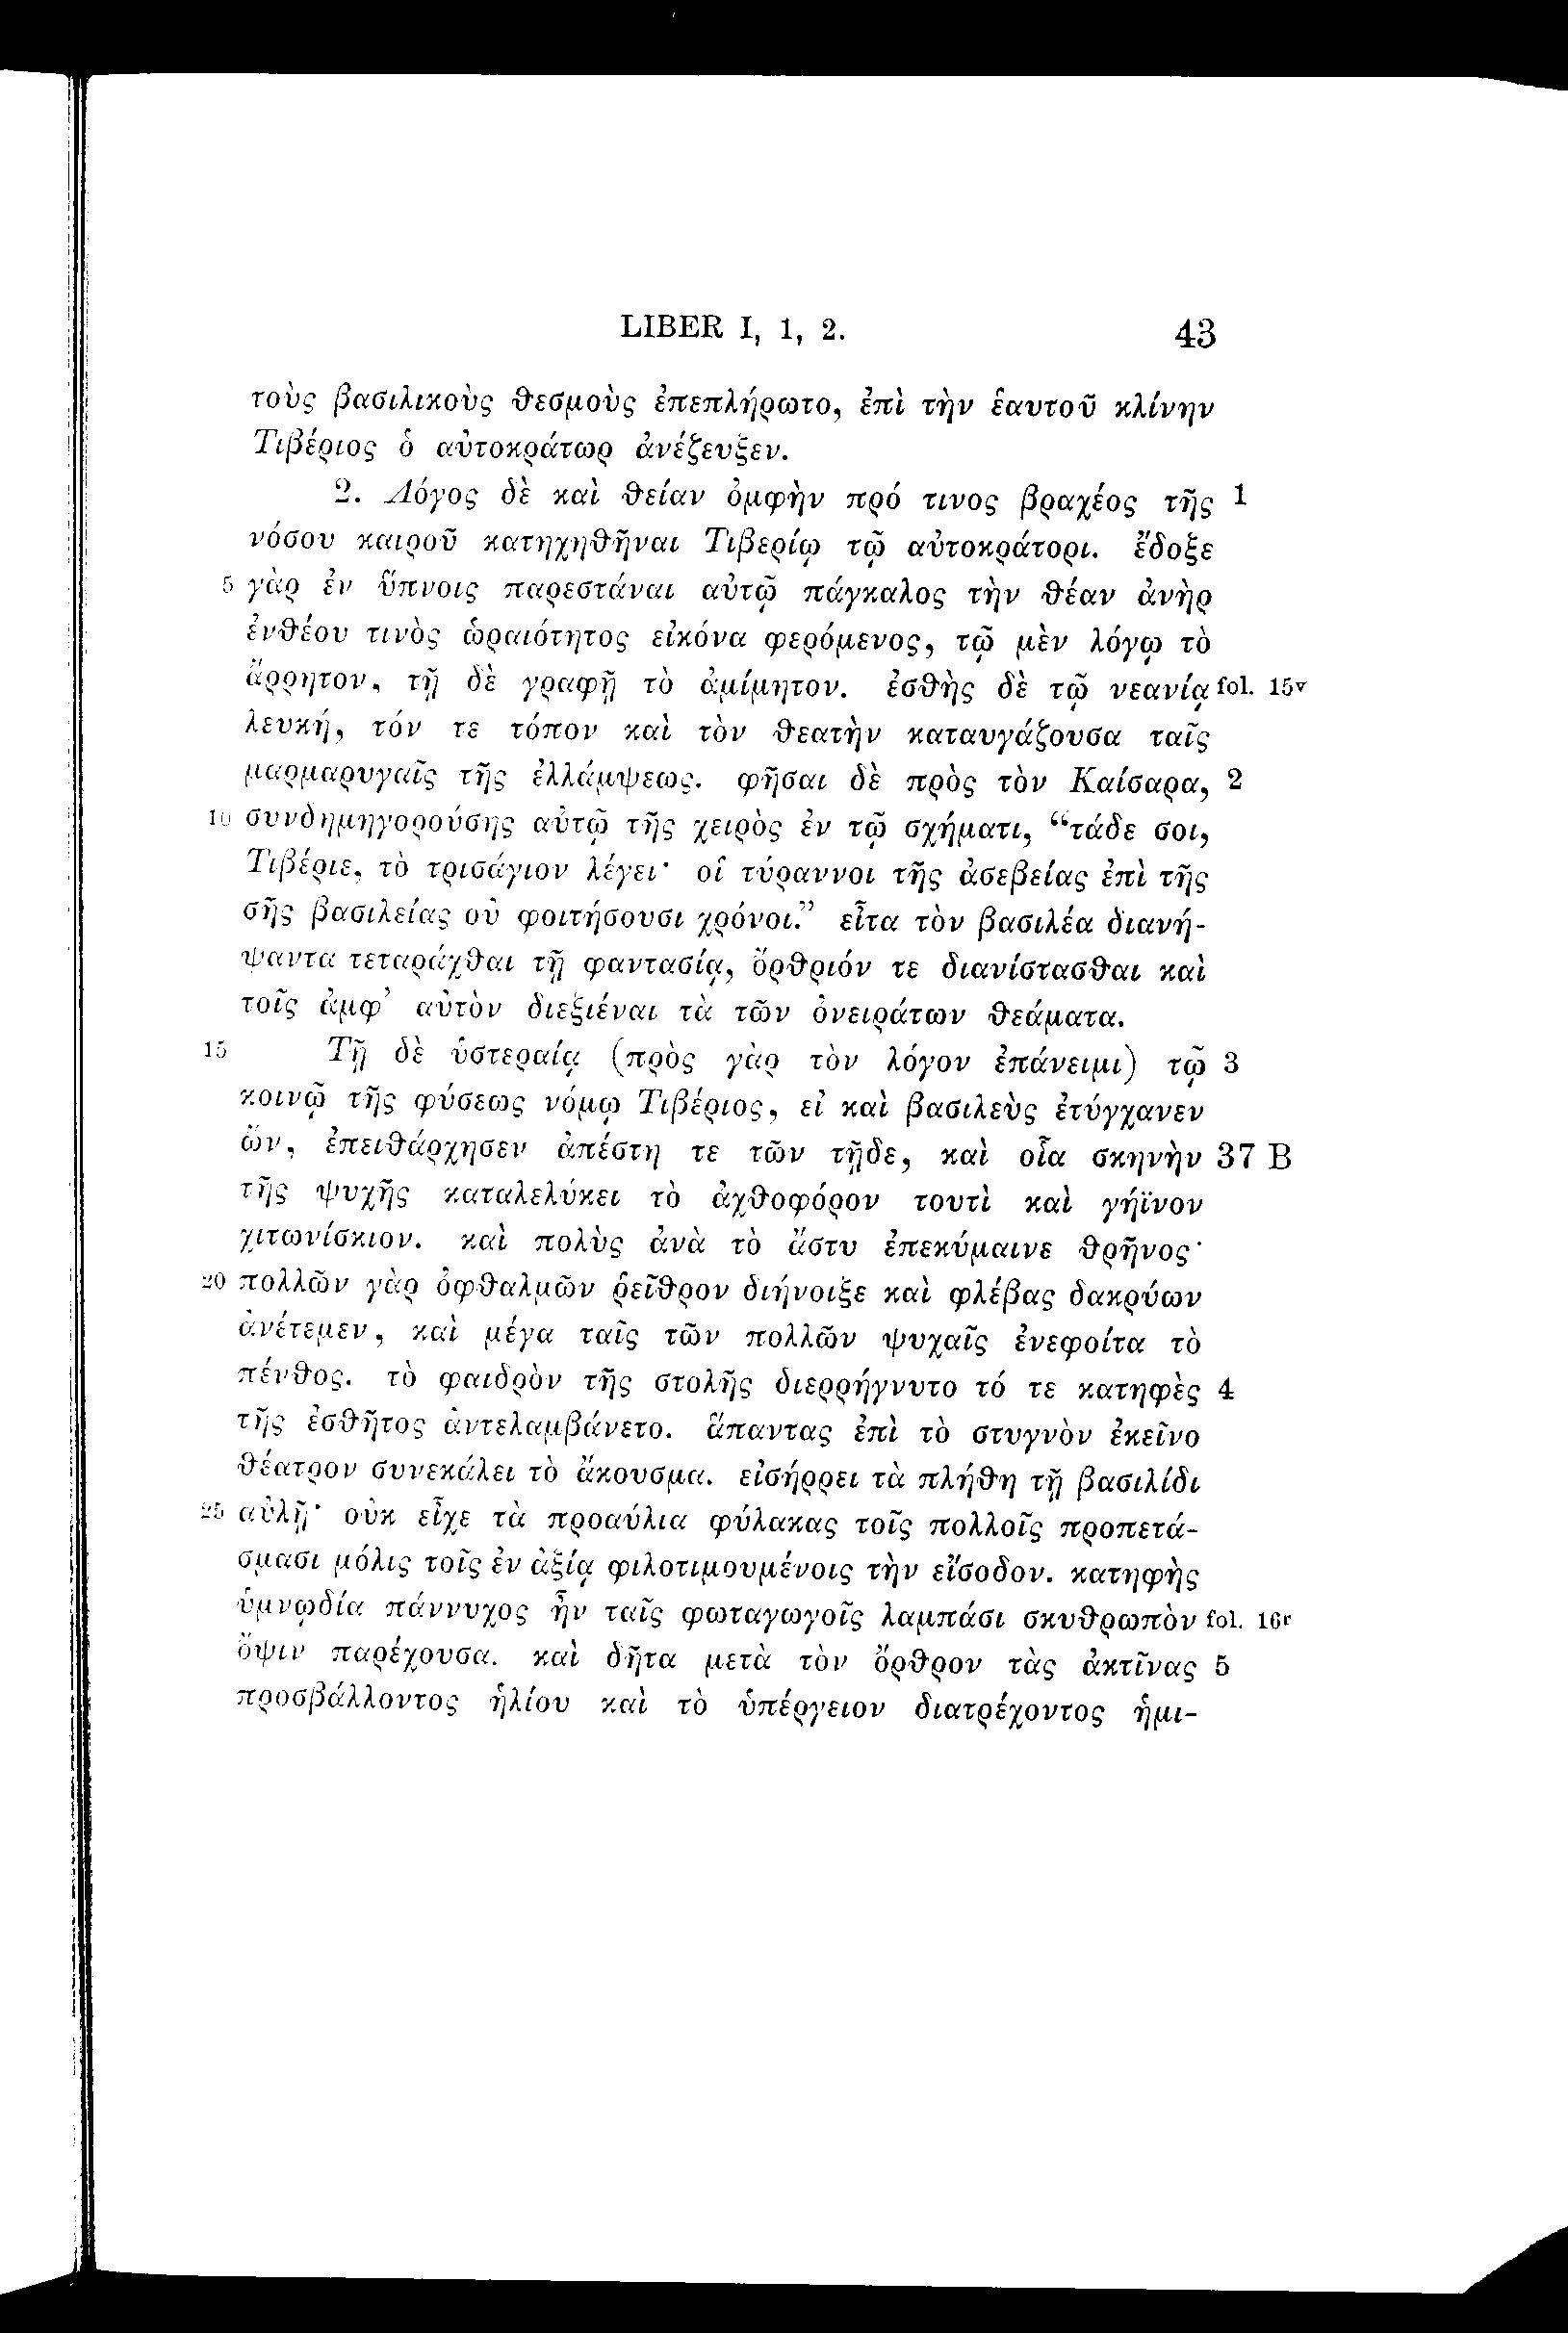 LIBER I, 1, 2. 43
τοὺς βασιλικοὺς θεσμοὺς ἐπεπλήρωτο, ἐπὶ τὴν ἑαυτοῦ κλίνην
Τιβέριος ὁ αὐτοκράτωρ ἀνέζευξεν.
2. Λόγος δὲ καὶ θείαν ὀμφὴν πρό τινος βραχέος τῆς 1
νόσου καιροῦ κατηχηθῆναι Τιβερίῳ τῷ αὐτοκράτορι. ἔδοξε
5 γὰρ ἐν ὕπνοις παρεστάναι αὐτῷ πάγκαλος τὴν θέαν ἀνὴρ
ἐνθέου τινὸς ὡραιότητος εἰκόνα φερόμενος, τῷ μὲν λόγῳ τὸ
ἄρρητον, τῇ δὲ γραφῇ τὸ ἀμίμητον. ἐσθὴς δὲ τῷ νεανίᾳ fol. 15v
λευκή, τόν τε τόπον καὶ τὸν θεατὴν καταυγάζουσα ταῖς
μαρμαρυγαῖς τῆς ἐλλάμψεως. φῆσαι δὲ πρὸς τὸν Καίσαρα, 2
10 συνδημηγορούσης αὐτῷ τῆς χειρὸς ἐν τῷ σχήματι, “τάδε σοι,
Τιβέριε, τὸ τρισάγιον λέγει· οἱ τύραννοι τῆς ἀσεβείας ἐπὶ τῆς
σῆς βασιλείας οὐ φοιτήσουσι χρόνοι.” εἶτα τὸν βασιλέα διανή-
ψαντα τεταράχθαι τῇ φαντασίᾳ, ὄρθριόν τε διανίστασθαι καὶ
τοῖς ἀμφ’ αὐτὸν διεξιέναι τὰ τῶν ὀνειράτων θεάματα.
15 Τῇ δὲ ὑστεραίᾳ (πρὸς γὰρ τὸν λόγον ἐπάνειμι) τῷ 3
κοινῷ τῆς φύσεως νόμῳ Τιβέριος, εἰ καὶ βασιλεὺς ἐτύγχανεν
ὤν, ἐπειθάρχησεν ἀπέστη τε τῶν τῇδε, καὶ οἷα σκηνὴν 37 B
τῆς ψυχῆς καταλελύκει τὸ ἀχθοφόρον τουτὶ καὶ γήϊνον
χιτωνίσκιον. καὶ πολὺς ἀνὰ τὸ ἄστυ ἐπεκύμαινε θρῆνος·
20 πολλῶν γὰρ ὀφθαλμῶν ῥεῖθρον διήνοιξε καὶ φλέβας δακρύων
ἀνέτεμεν, καὶ μέγα ταῖς τῶν πολλῶν ψυχαῖς ἐνεφοίτα τὸ
πένθος. τὸ φαιδρὸν τῆς στολῆς διερρήγνυτο τό τε κατηφὲς 4
τῆς ἐσθῆτος ἀντελαμβάνετο. ἅπαντας ἐπὶ τὸ στυγνὸν ἐκεῖνο
θέατρον συνεκάλει τὸ ἄκουσμα. εἰσήρρει τὰ πλήθη τῇ βασιλίδι
25 αὐλῇ· οὐκ εἶχε τὰ προαύλια φύλακας τοῖς πολλοῖς προπετά-
σμασι μόλις τοῖς ἐν ἀξίᾳ φιλοτιμουμένοις τὴν εἴσοδον. κατηφὴς
ὑμνῳδία πάννυχος ἦν ταῖς φωταγωγοῖς λαμπάσι σκυθρωπὸν fol. 16r
ὄψιν παρέχουσα. καὶ δῆτα μετὰ τὸν ὄρθρον τὰς ἀκτῖνας 5
προσβάλλοντος ἡλίου καὶ τὸ ὑπέργειον διατρέχοντος ἡμι-